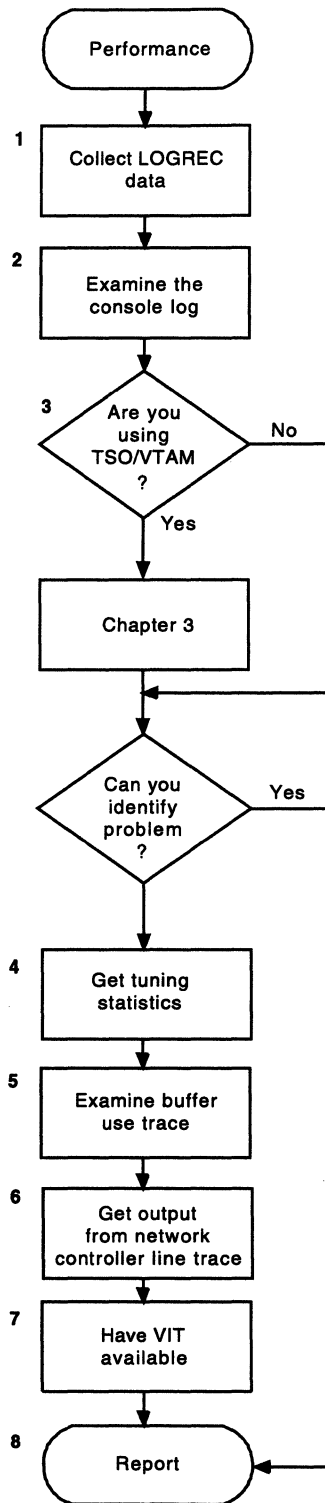 Performance
1
Collect LOGREC
data
2
Examine the
console log
3
Are you
using
TSO/VTAM
?
No
Yes
Chapter 3
Can you
identify
problem
?
Yes
4
Get tuning
statistics
5
Examine buffer
use trace
6
Get output
from network
controller line trace
7
Have VIT
available
8
Report